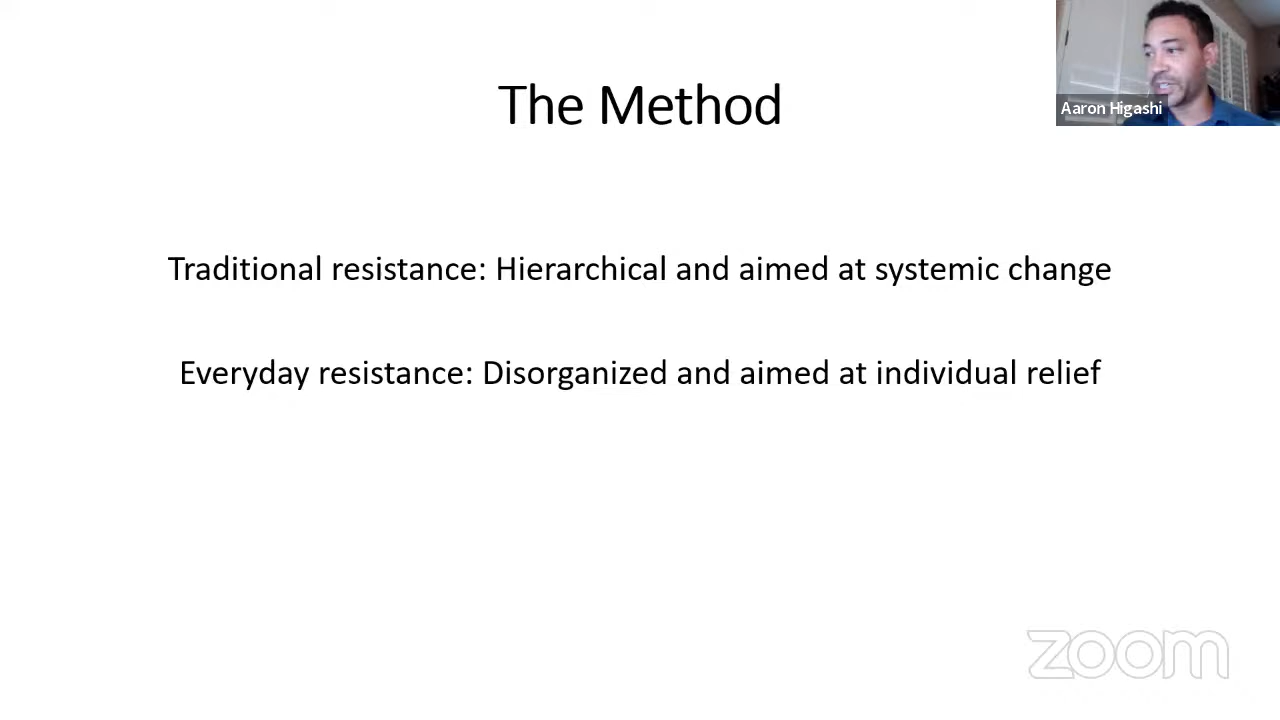 The Method
Aaron Higashi
Traditional resistance: Hierarchical and aimed at systemic change
Everyday resistance: Disorganized and aimed at individual relief
zoom